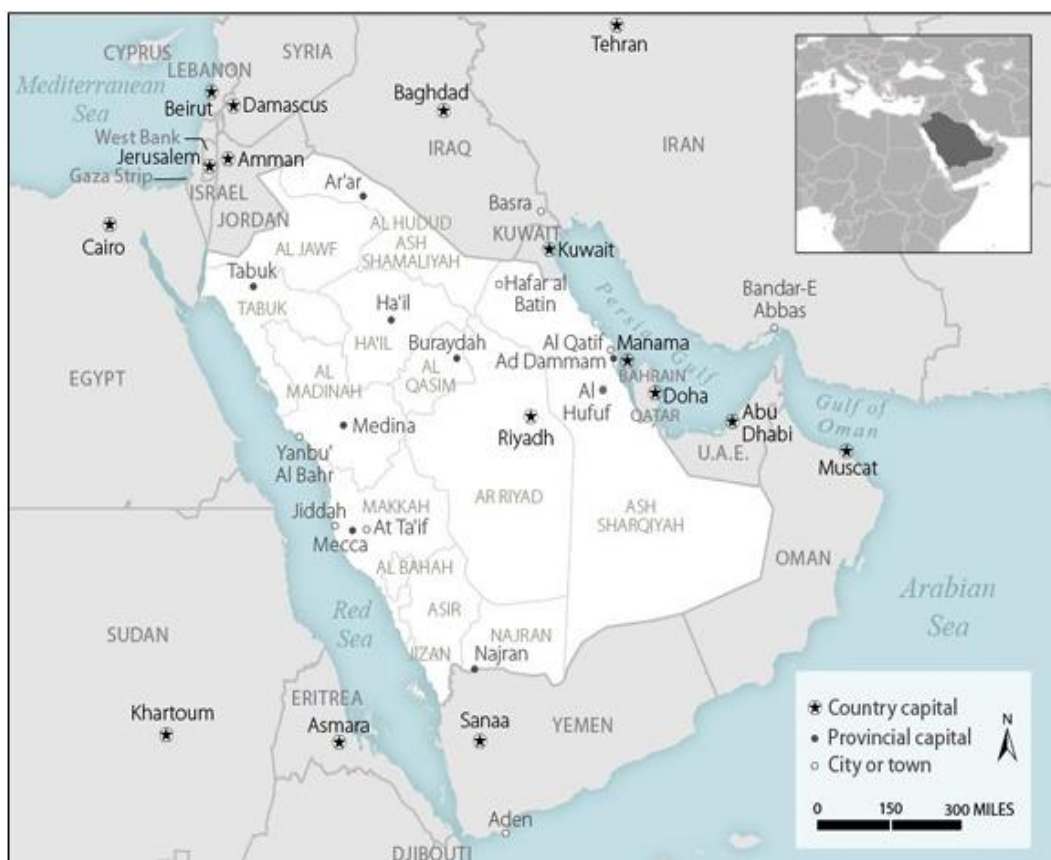 CYPRUS
SYRIA
Tehran
LEBANON
Mediterranean
Sea
Beirut
Damascus
Baghdad
West Bank
Jerusalem
Amman
IRAQ
IRAN
Gaza Strip
ISRAEL
Ar'ar
Basra
JORDAN
AL HUDUD
ASH
SHAMALIYAH
KUWAIT
Kuwait
Cairo
AL JAWF
Tabuk
Hafar al
Batin
Bandar-E
Abbas
TABUK
Ha'il
Persian Gulf
HA'IL
Buraydah
Al Qatif
Manama
Ad Dammam
EGYPT
AL
MADINAH
AL
QASIM
BAHRAIN
Al
Hufuf
Doha
QATAR
Abu
Dhabi
Gulf of
Oman
Medina
Riyadh
U.A.E.
Muscat
Yanbu'
Al Bahr
MAKKAH
AR RIYAD
ASH
SHARQIYAH
Jiddah
At Ta'if
Mecca
AL BAHAH
OMAN
Red
Sea
ASIR
Arabian
Sea
SUDAN
NAJRAN
JIZAN
Najran
ERITREA
Khartoum
Asmara
Sanaa
YEMEN
Aden
DJIBOUTI
Country capital
Provincial capital
City or town
N
0 150 300 MILES